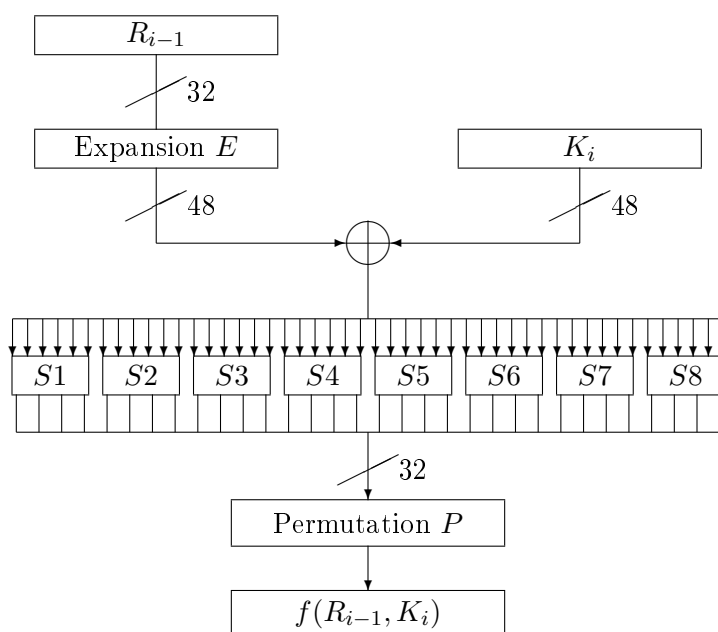 R_{i−1}
32
Expansion E
K_i
48
48
S1 S2 S3 S4 S5 S6 S7 S8
32
Permutation P
f(R_{i−1}, K_i)